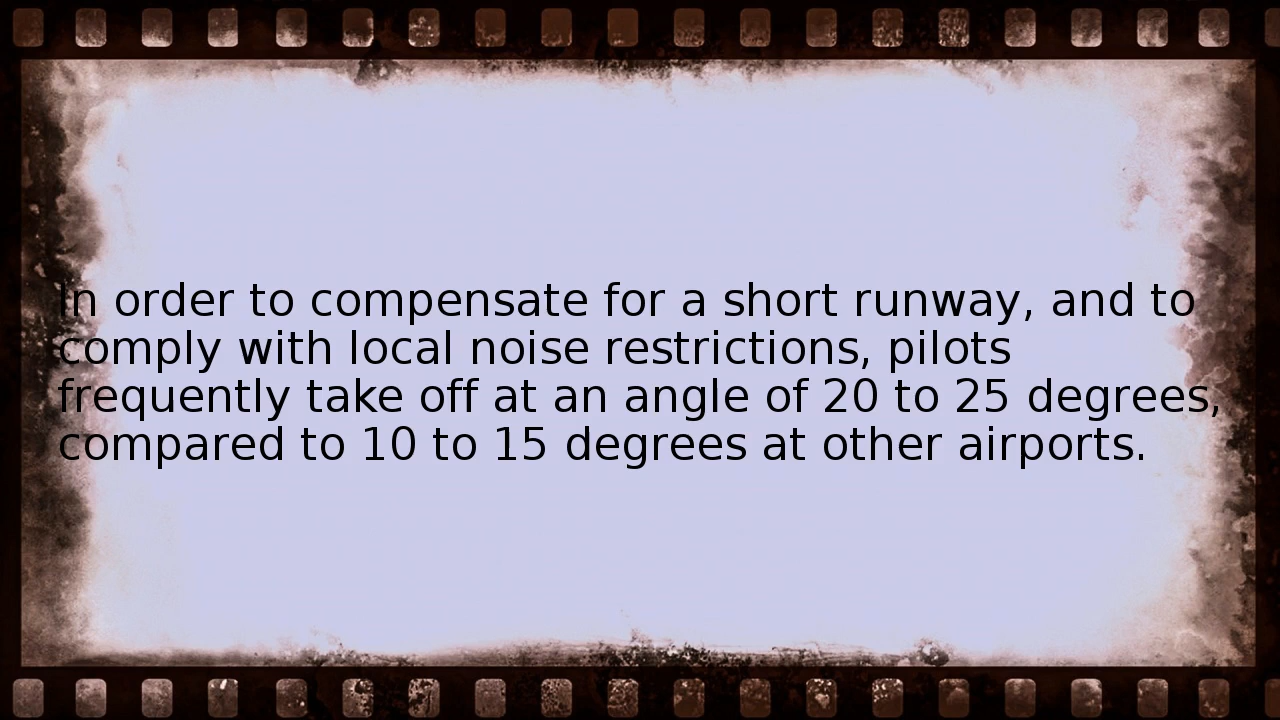 In order to compensate for a short runway, and to
comply with local noise restrictions, pilots
frequently take off at an angle of 20 to 25 degrees,
compared to 10 to 15 degrees at other airports.